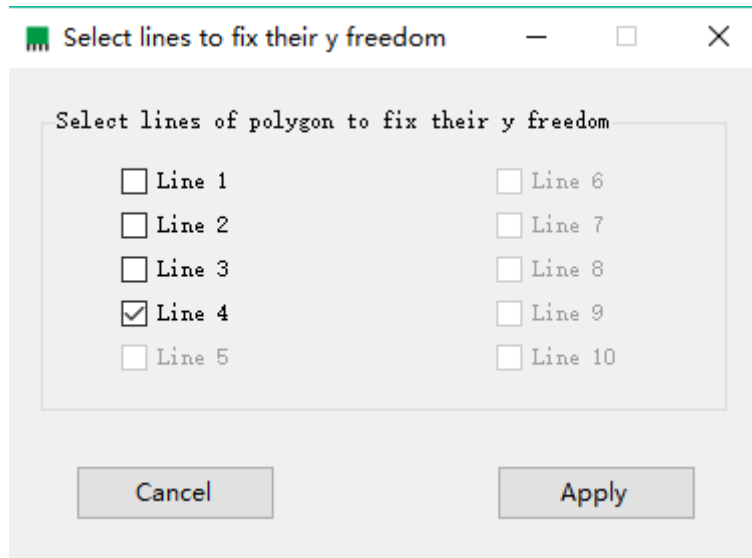 Select lines to fix their y freedom
Select lines of polygon to fix their y freedom
Line 1
Line 2
Line 3
Line 4
Line 5
Line 6
Line 7
Line 8
Line 9
Line 10
Cancel
Apply